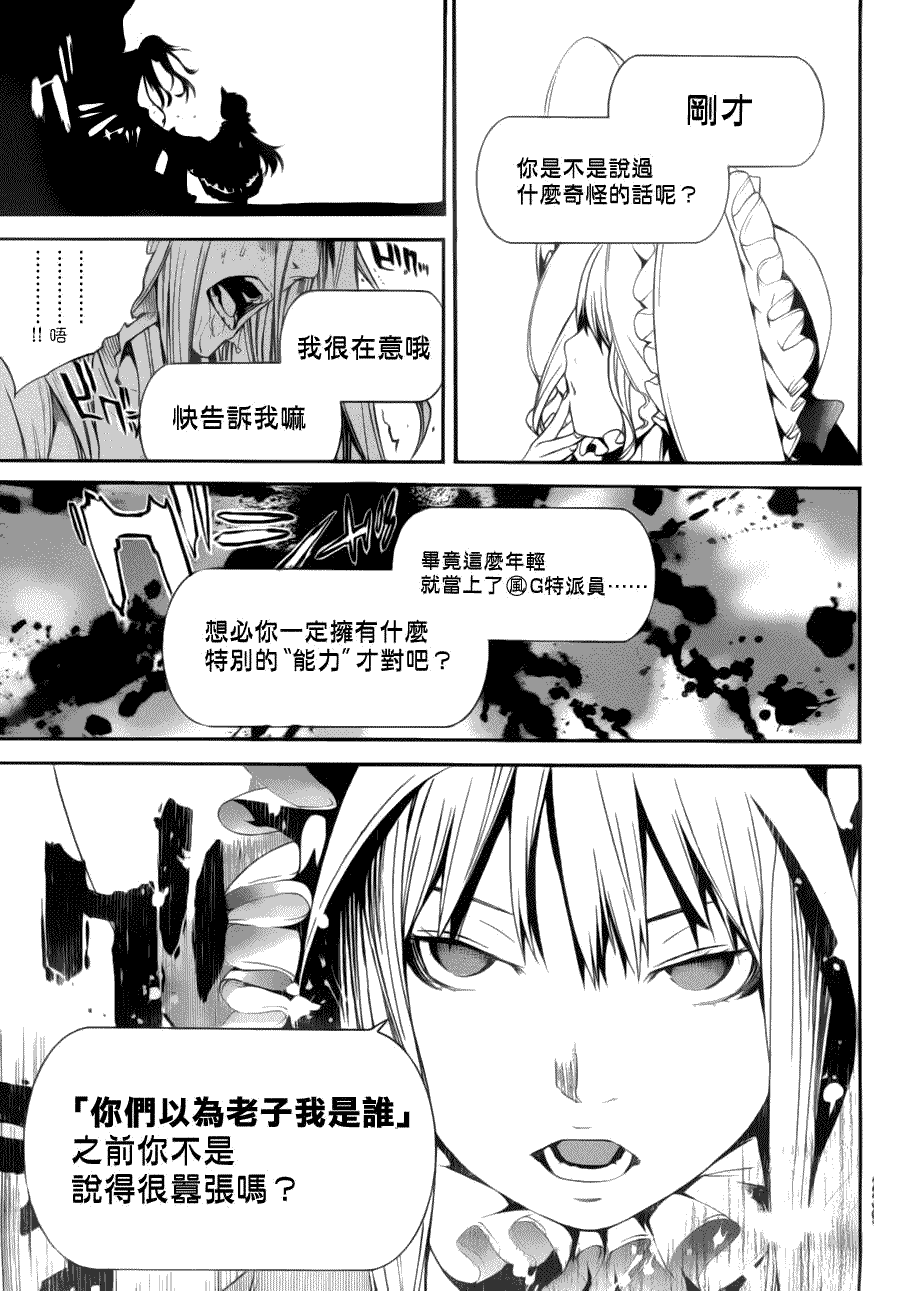 剛才
你是不是說過
什麼奇怪的話呢？
我很在意哦
快告訴我嘛
………………
………………
唔!!
畢竟這麼年輕
就當上了㊩G特派員……
想必你一定擁有什麼
特別的“能力”才對吧？
「你們以為老子我是誰」
之前你不是
說得很囂張嗎？